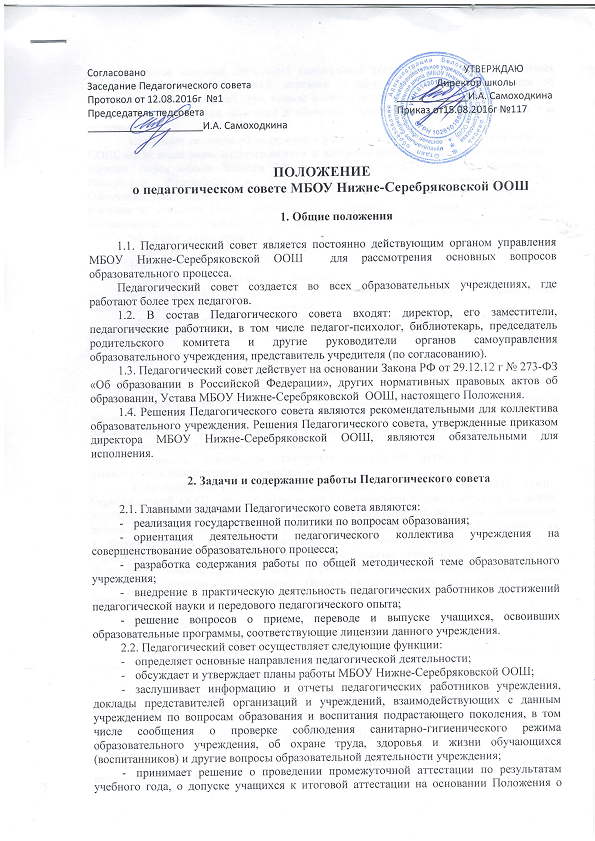 Согласовано УТВЕРЖДАЮ
Заседание Педагогического совета Директор школы
Протокол от 12.08.2016г №1 И.А. Самоходкина
Председатель педсовета Приказ от15.08.2016г №117
И.А. Самоходкина
ПОЛОЖЕНИЕ
о педагогическом совете МБОУ Нижне-Серебряковской ООШ
1. Общие положения
1.1. Педагогический совет является постоянно действующим органом управления
МБОУ Нижне-Серебряковской ООШ для рассмотрения основных вопросов
образовательного процесса.
Педагогический совет создается во всех образовательных учреждениях, где
работают более трех педагогов.
1.2. В состав Педагогического совета входят: директор, его заместители,
педагогические работники, в том числе педагог-психолог, библиотекарь, председатель
родительского комитета и другие руководители органов самоуправления
образовательного учреждения, представитель учредителя (по согласованию).
1.3. Педагогический совет действует на основании Закона РФ от 29.12.12 г № 273-ФЗ
«Об образовании в Российской Федерации», других нормативных правовых актов об
образовании, Устава МБОУ Нижне-Серебряковской ООШ, настоящего Положения.
1.4. Решения Педагогического совета являются рекомендательными для коллектива
образовательного учреждения. Решения Педагогического совета, утвержденные приказом
директора МБОУ Нижне-Серебряковской ООШ, являются обязательными для
исполнения.
2. Задачи и содержание работы Педагогического совета
2.1. Главными задачами Педагогического совета являются:
- реализация государственной политики по вопросам образования;
- ориентация деятельности педагогического коллектива учреждения на
совершенствование образовательного процесса;
- разработка содержания работы по общей методической теме образовательного
учреждения;
- внедрение в практическую деятельность педагогических работников достижений
педагогической науки и передового педагогического опыта;
- решение вопросов о приеме, переводе и выпуске учащихся, освоивших
образовательные программы, соответствующие лицензии данного учреждения.
2.2. Педагогический совет осуществляет следующие функции:
- определяет основные направления педагогической деятельности;
- обсуждает и утверждает планы работы МБОУ Нижне-Серебряковской ООШ;
- заслушивает информацию и отчеты педагогических работников учреждения,
доклады представителей организаций и учреждений, взаимодействующих с данным
учреждением по вопросам образования и воспитания подрастающего поколения, в том
числе сообщения о проверке соблюдения санитарно-гигиенического режима
образовательного учреждения, об охране труда, здоровья и жизни обучающихся
(воспитанников) и другие вопросы образовательной деятельности учреждения;
- принимает решение о проведении промежуточной аттестации по результатам
учебного года, о допуске учащихся к итоговой аттестации на основании Положения о